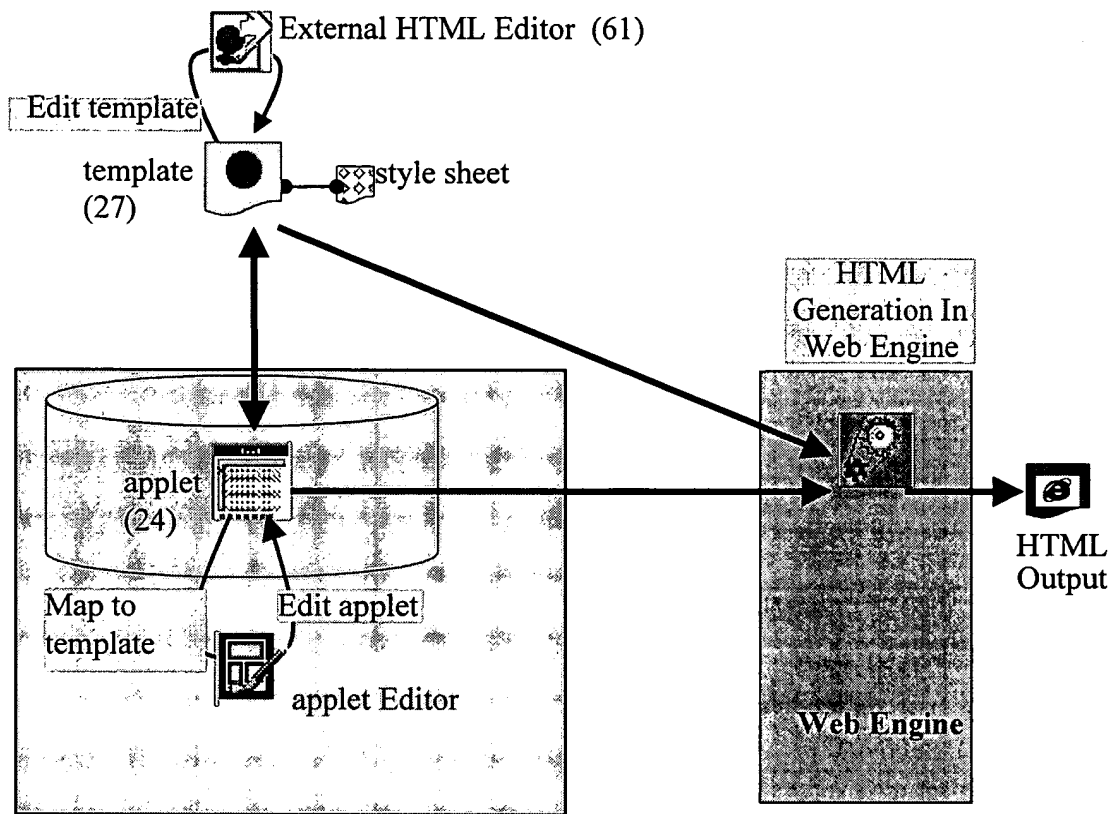 External HTML Editor (61)
Edit template
template
(27)
style sheet
HTML
Generation In
Web Engine
applet
(24)
HTML
Output
Map to
template
Edit applet
applet Editor
Web Engine